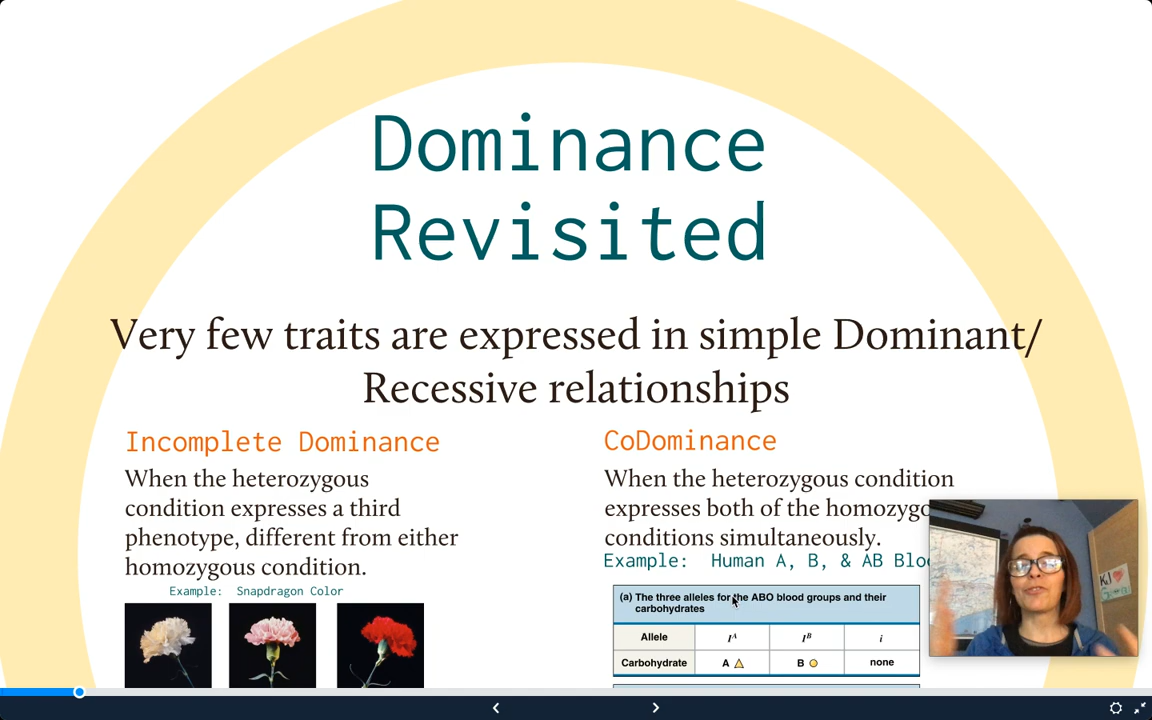 Dominance
Revisited
Very few traits are expressed in simple Dominant/
Recessive relationships
Incomplete Dominance
When the heterozygous
condition expresses a third
phenotype, different from either
homozygous condition.
Example: Snapdragon Color
CoDominance
When the heterozygous condition
expresses both of the homozygo
conditions simultaneously.
Example: Human A, B, & AB Bloo
(a) The three alleles for the ABO blood groups and their
carbohydrates
Allele I^A I^B i
Carbohydrate A B none